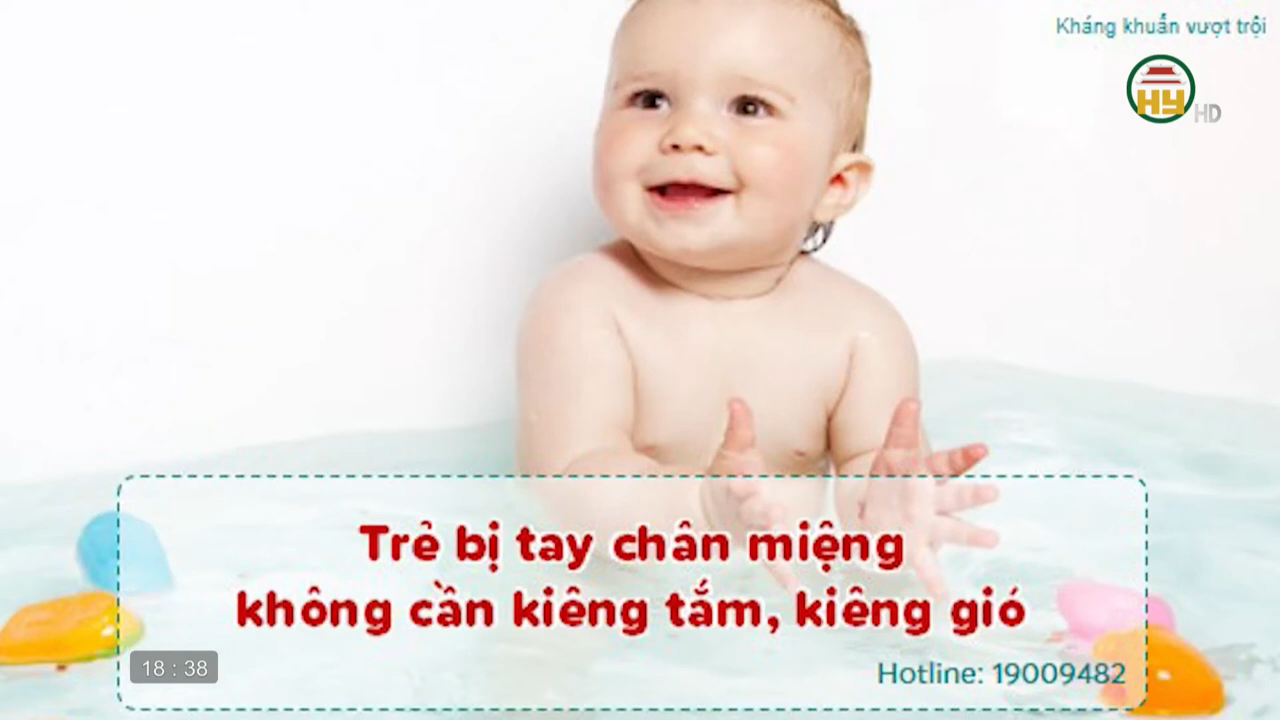 Kháng khuẩn vượt trội
HY HD
Trẻ bị tay chân miệng
không cần kiêng tắm, kiêng gió
18 : 38
Hotline: 19009482